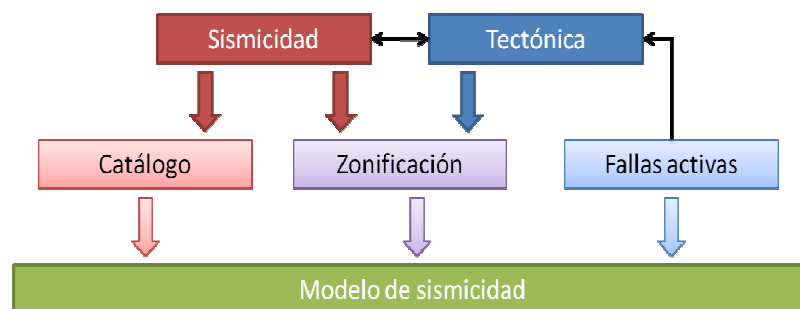 Sismicidad
Tectónica
Catálogo
Zonificación
Fallas activas
Modelo de sismicidad